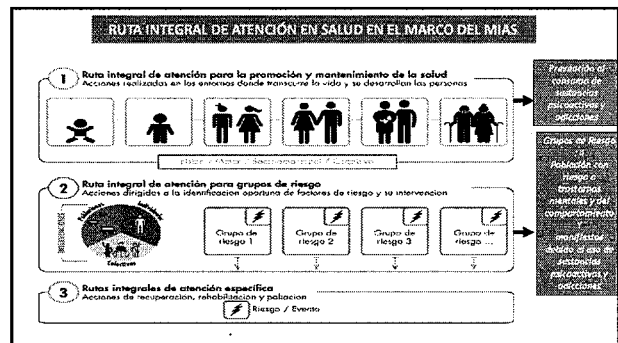 RUTA INTEGRAL DE ATENCIÓN EN SALUD EN EL MARCO DEL MIAS
1
Ruta integral de atención para la promoción y mantenimiento de la salud
Acciones realizadas en los entornos donde transcurre la vida y se desarrollan las personas
Prevención al
consumo de
sustancias
psicoactivas y
adicciones
2
Ruta integral de atención para grupos de riesgo
Acciones dirigidas a la identificación oportuna de factores de riesgo y su intervención
INTERVENCIONES
Poblacionales
Individuales
Colectivas
Grupo de
riesgo 1
Grupo de
riesgo 2
Grupo de
riesgo 3
Grupo de
riesgo ...
Grupos de Riesgo
Población con
riesgo a
trastornos
mentales y del
comportamiento
manifiestos
debido al uso de
sustancias
psicoactivas y
adicciones
3
Rutas integrales de atención específica
Acciones de recuperación, rehabilitación y paliación
Riesgo / Evento